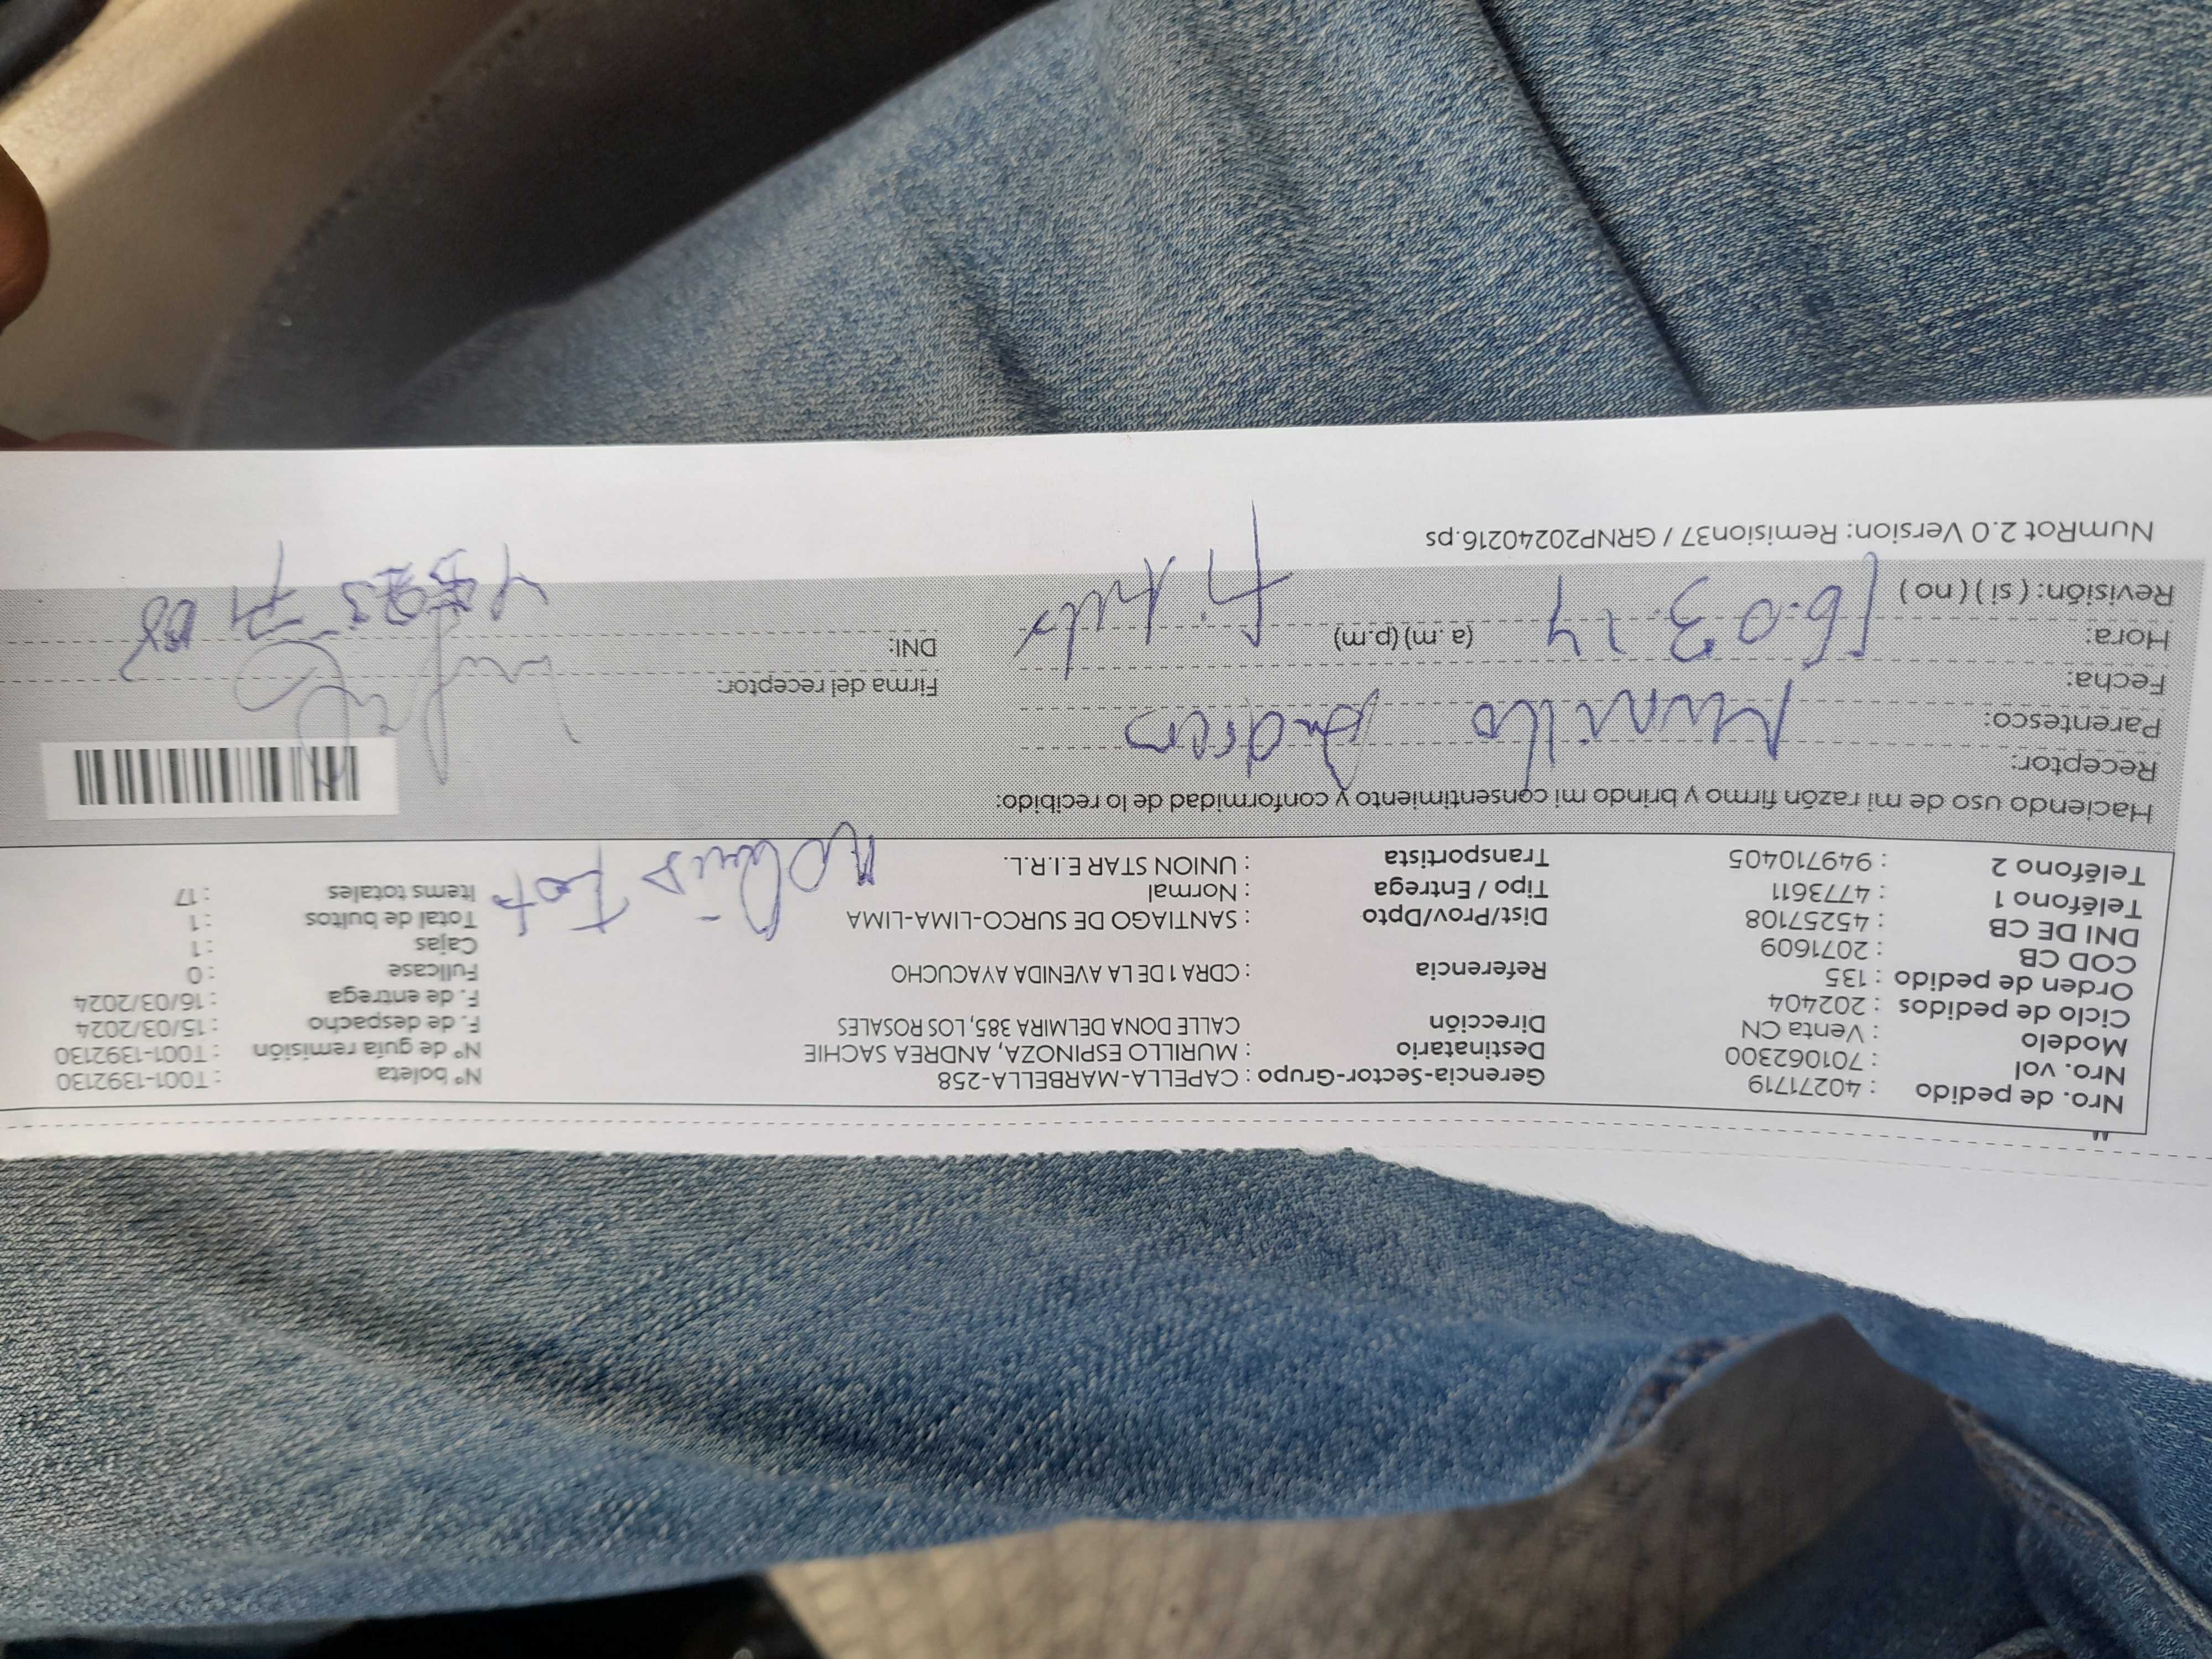 Nro. de pedido : 40271719 Gerencia-Sector-Grupo : CAPELLA-MARBELLA-258 N° boleta : T001-1392130
Nro. vol : 701062300 Destinatario : MURILLO ESPINOZA, ANDREA SACHIE N° de guía remisión : T001-1392130
Modelo : Venta CN Dirección CALLE DONA DELMIRA 385, LOS ROSALES F. de despacho : 15/03/2024
Ciclo de pedidos : 202404 F. de entrega : 16/03/2024
Orden de pedido : 135 Referencia : CDRA 1 DE LA AVENIDA AYACUCHO Fullcase : 0
COD CB : 2071609 Cajas : 1
DNI DE CB : 45257108 Dist/Prov/Dpto : SANTIAGO DE SURCO-LIMA-LIMA Total de bultos : 1
Teléfono 1 : 4773611 Tipo / Entrega : Normal Items totales : 17
Teléfono 2 : 949710405 Transportista : UNION STAR E.I.R.L.
Haciendo uso de mi razón firmo y brindo mi consentimiento y conformidad de lo recibido:
Receptor: Murillo Andrea
Parentesco:
Fecha: Firma del receptor:
Hora: 16.03.24 (a.m) (p.m) DNI:
Revisión: ( si ) ( no ) Titular
NumRot 2.0 Version: Remision37 / GRNP20240216.ps